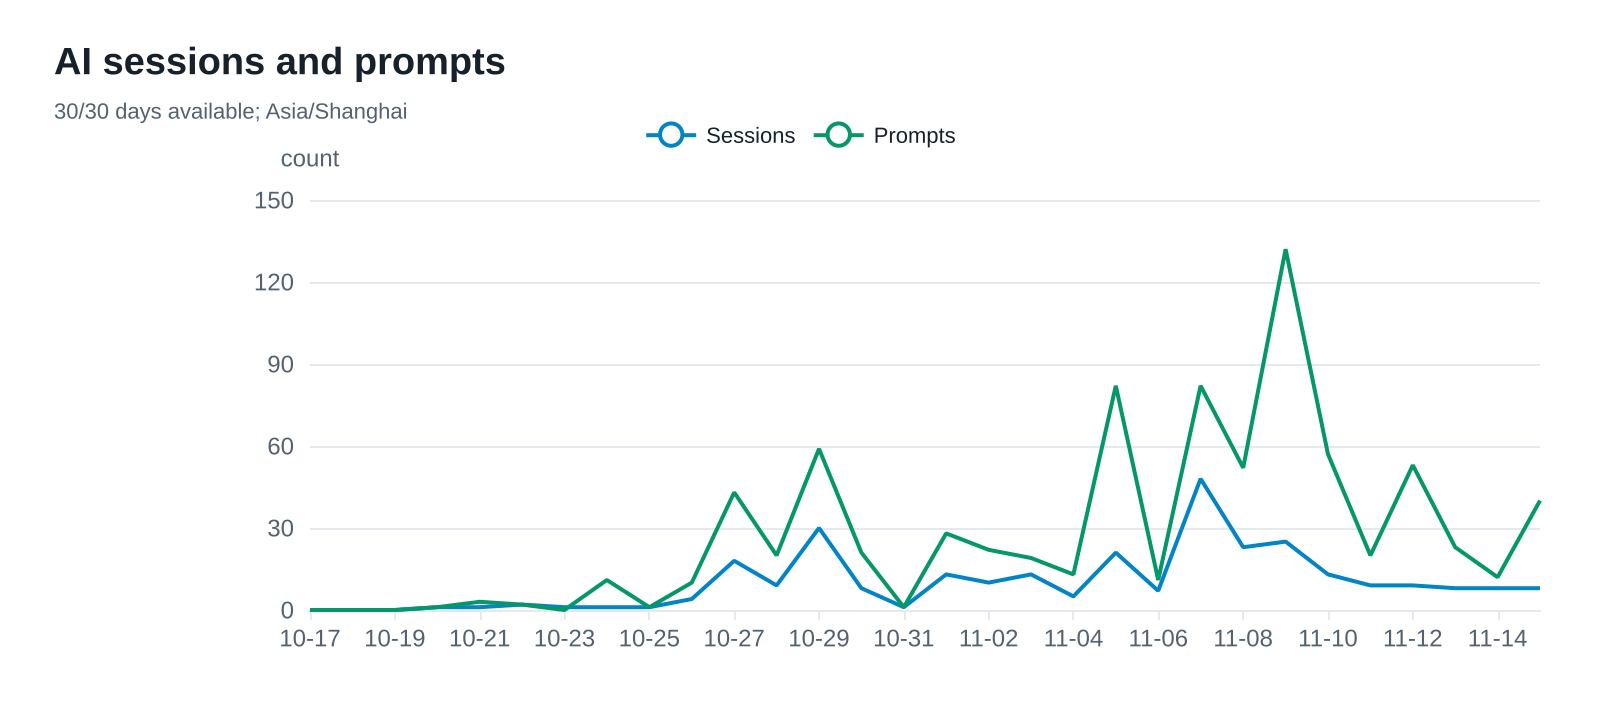 AI sessions and prompts
30/30 days available; Asia/Shanghai
Sessions Prompts
count
150
120
90
60
30
0
10-17 10-19 10-21 10-23 10-25 10-27 10-29 10-31 11-02 11-04 11-06 11-08 11-10 11-12 11-14